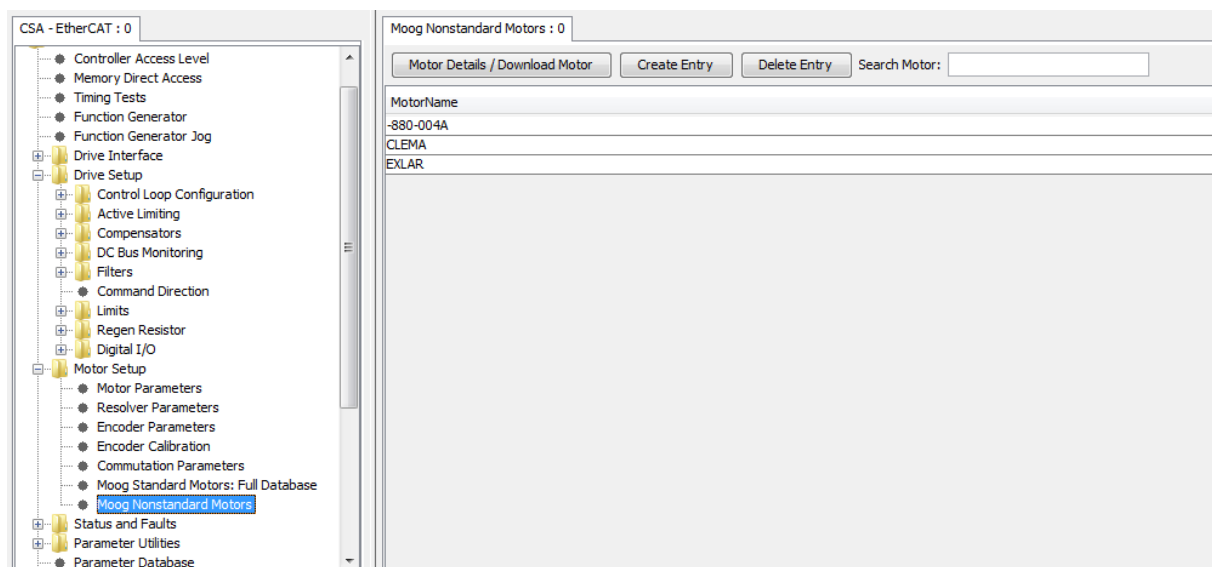 CSA - EtherCAT : 0
Controller Access Level
Memory Direct Access
Timing Tests
Function Generator
Function Generator Jog
Drive Interface
Drive Setup
Control Loop Configuration
Active Limiting
Compensators
DC Bus Monitoring
Filters
Command Direction
Limits
Regen Resistor
Digital I/O
Motor Setup
Motor Parameters
Resolver Parameters
Encoder Parameters
Encoder Calibration
Commutation Parameters
Moog Standard Motors: Full Database
Moog Nonstandard Motors
Status and Faults
Parameter Utilities
Parameter Database
Moog Nonstandard Motors : 0
Motor Details / Download Motor Create Entry Delete Entry Search Motor:
MotorName
-880-004A
CLEMA
EXLAR